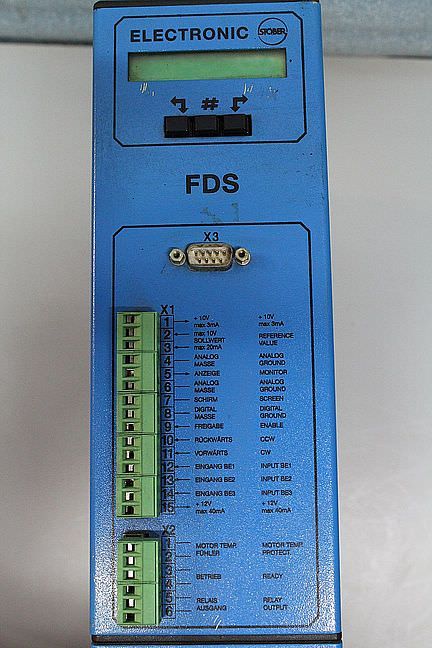 ELECTRONIC STÖBER
#
FDS
X3
X1
1 + 10V + 10V
max 3mA max 3mA
2 max 10V REFERENCE
SOLLWERT VALUE
3 max 20mA
4 ANALOG ANALOG
MASSE GROUND
5 ANZEIGE MONITOR
6 ANALOG ANALOG
MASSE GROUND
7 SCHIRM SCREEN
8 DIGITAL DIGITAL
MASSE GROUND
9 FREIGABE ENABLE
10 RÜCKWÄRTS CCW
11 VORWÄRTS CW
12 EINGANG BE1 INPUT BE1
13 EINGANG BE2 INPUT BE2
14 EINGANG BE3 INPUT BE3
15 + 12V + 12V
max 40mA max 40mA
1 MOTOR TEMP. MOTOR TEMP.
2 FÜHLER PROTECT.
3
BETRIEB READY
4
5 RELAIS RELAY
6 AUSGANG OUTPUT